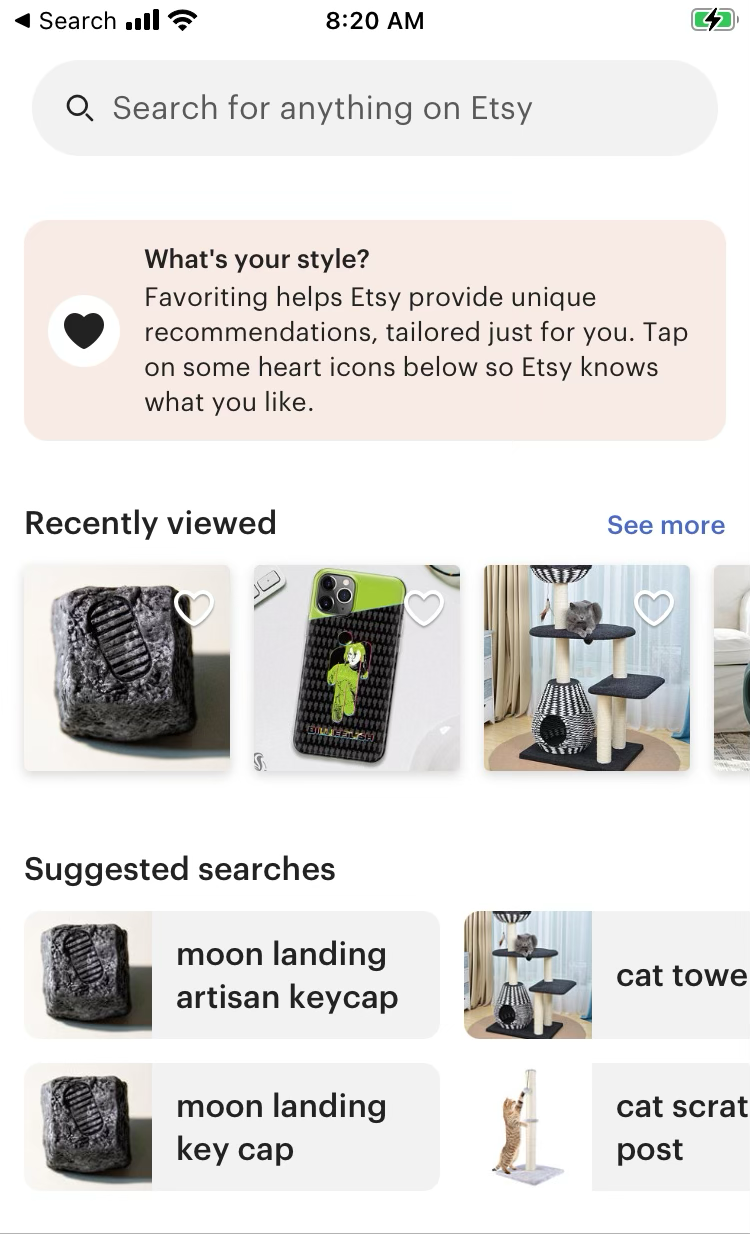 Search
8:20 AM
Search for anything on Etsy
What's your style?
Favoriting helps Etsy provide unique
recommendations, tailored just for you. Tap
on some heart icons below so Etsy knows
what you like.
Recently viewed
See more
Suggested searches
moon landing
artisan keycap
cat towe
moon landing
key cap
cat scrat
post